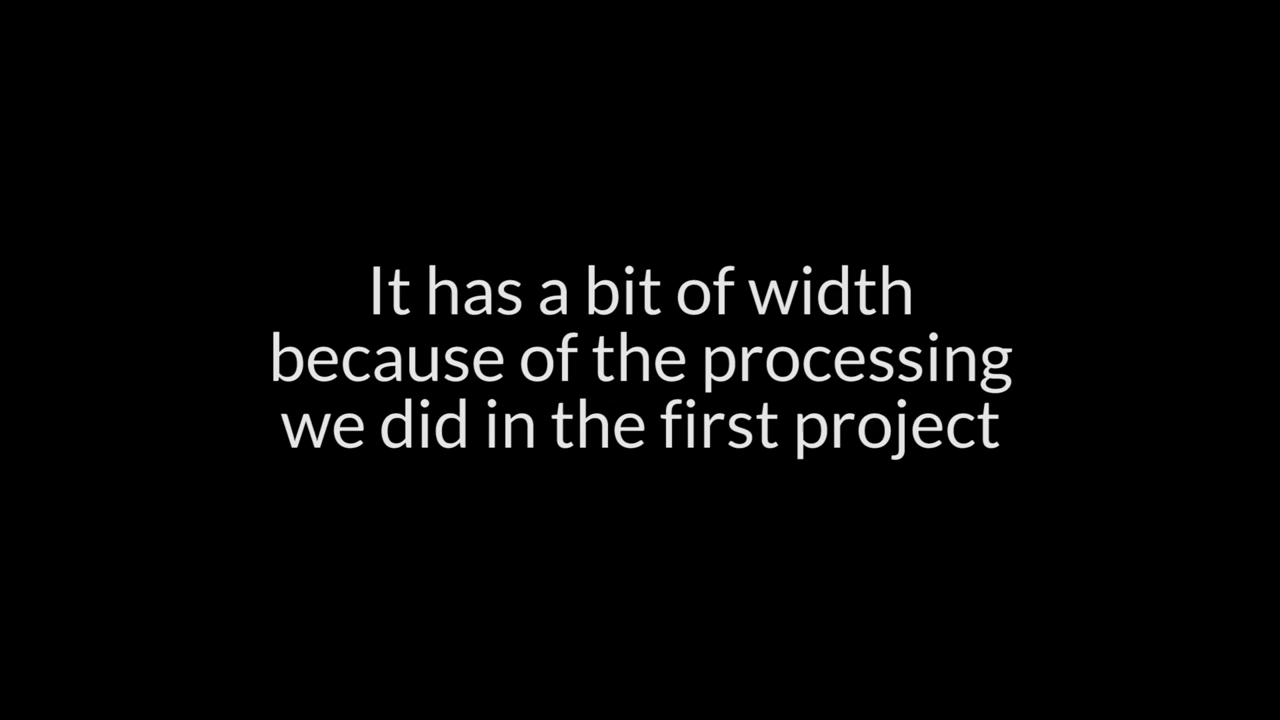 It has a bit of width
because of the processing
we did in the first project